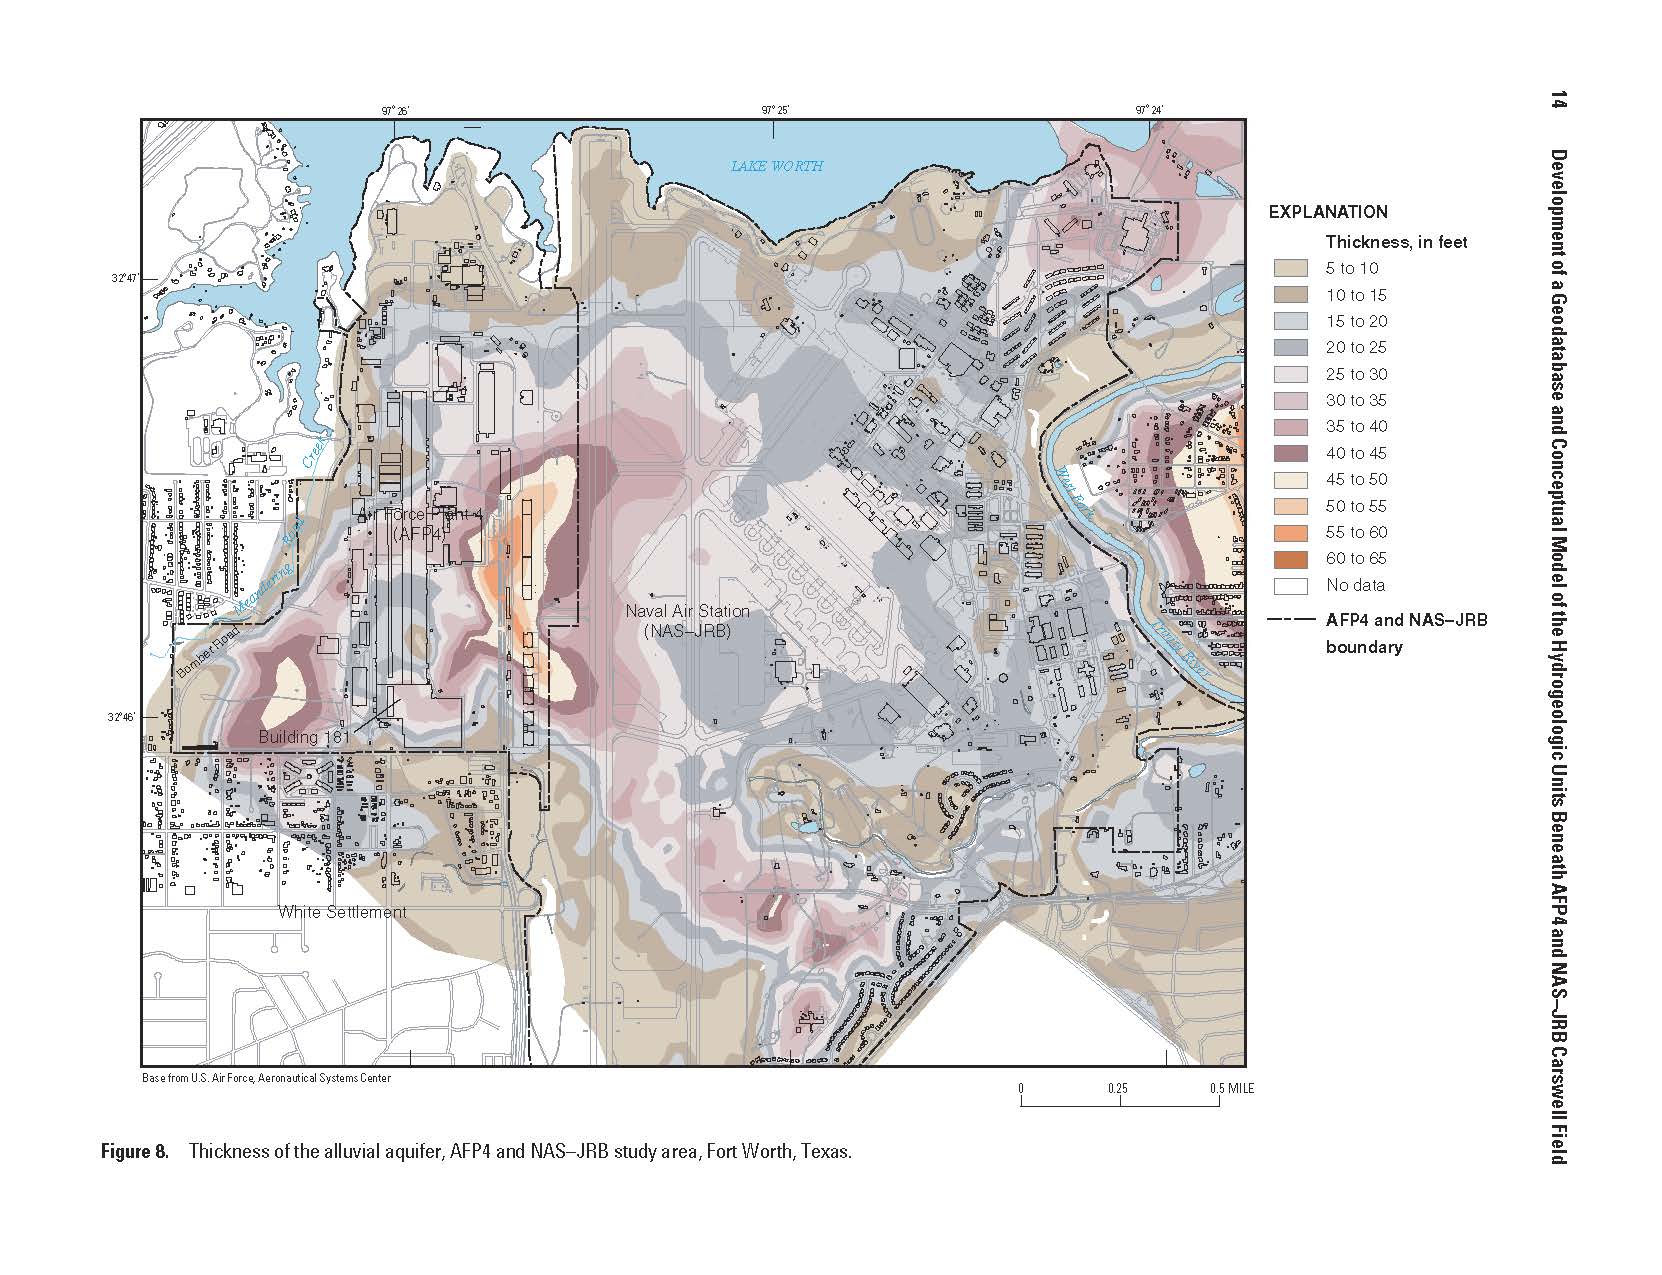 14 Development of a Geodatabase and Conceptual Model of the Hydrogeologic Units Beneath AFP4 and NAS–JRB Carswell Field
97°26'
97°25'
97°24'
LAKE WORTH
32°47'
Meandering Road Creek
Air Force Plant 4
(AFP4)
West Fork
Trinity River
Naval Air Station
(NAS–JRB)
Bomber Road
32°46'
Building 181
White Settlement
EXPLANATION
Thickness, in feet
5 to 10
10 to 15
15 to 20
20 to 25
25 to 30
30 to 35
35 to 40
40 to 45
45 to 50
50 to 55
55 to 60
60 to 65
No data
AFP4 and NAS–JRB
boundary
Base from U.S. Air Force, Aeronautical Systems Center
0 0.25 0.5 MILE
Figure 8. Thickness of the alluvial aquifer, AFP4 and NAS–JRB study area, Fort Worth, Texas.